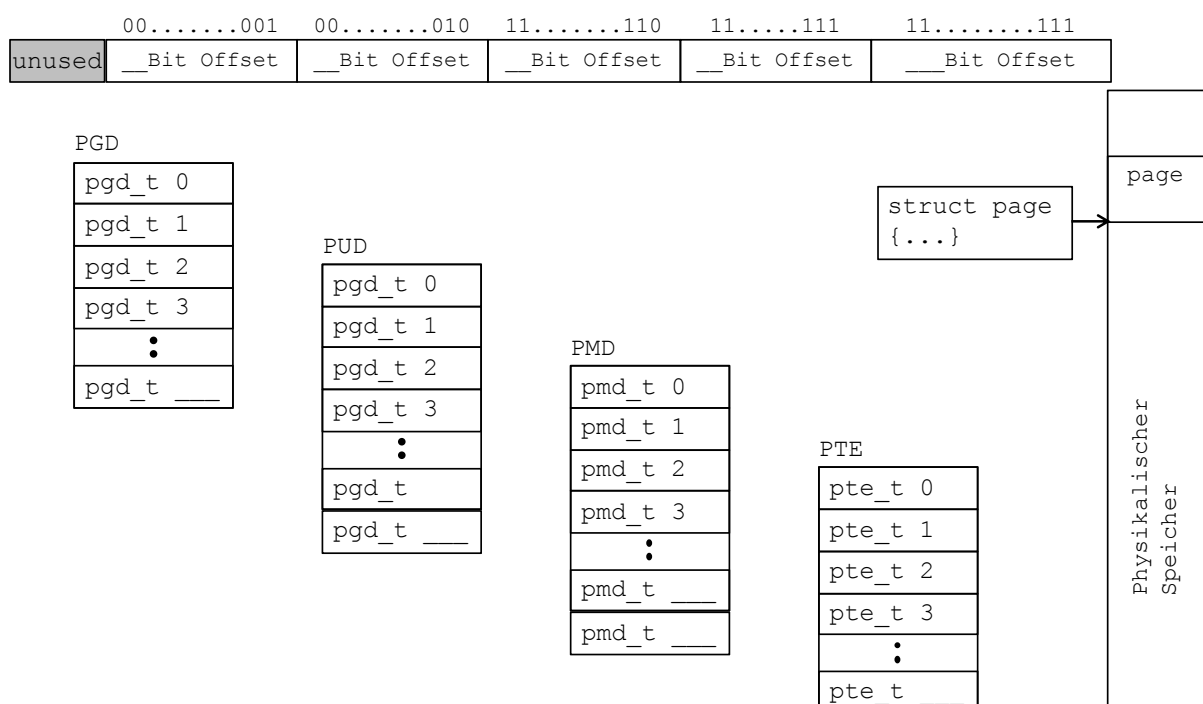 00.......001 00.......010 11.......110 11.....111 11........111
unused __Bit Offset __Bit Offset __Bit Offset __Bit Offset ___Bit Offset
PGD
pgd_t 0
pgd_t 1
pgd_t 2
pgd_t 3
pgd_t ___
PUD
pgd_t 0
pgd_t 1
pgd_t 2
pgd_t 3
pgd_t
pgd_t ___
PMD
pmd_t 0
pmd_t 1
pmd_t 2
pmd_t 3
pmd_t ___
pmd_t ___
PTE
pte_t 0
pte_t 1
pte_t 2
pte_t 3
pte_t ___
struct page
{...}
page
Physikalischer
Speicher